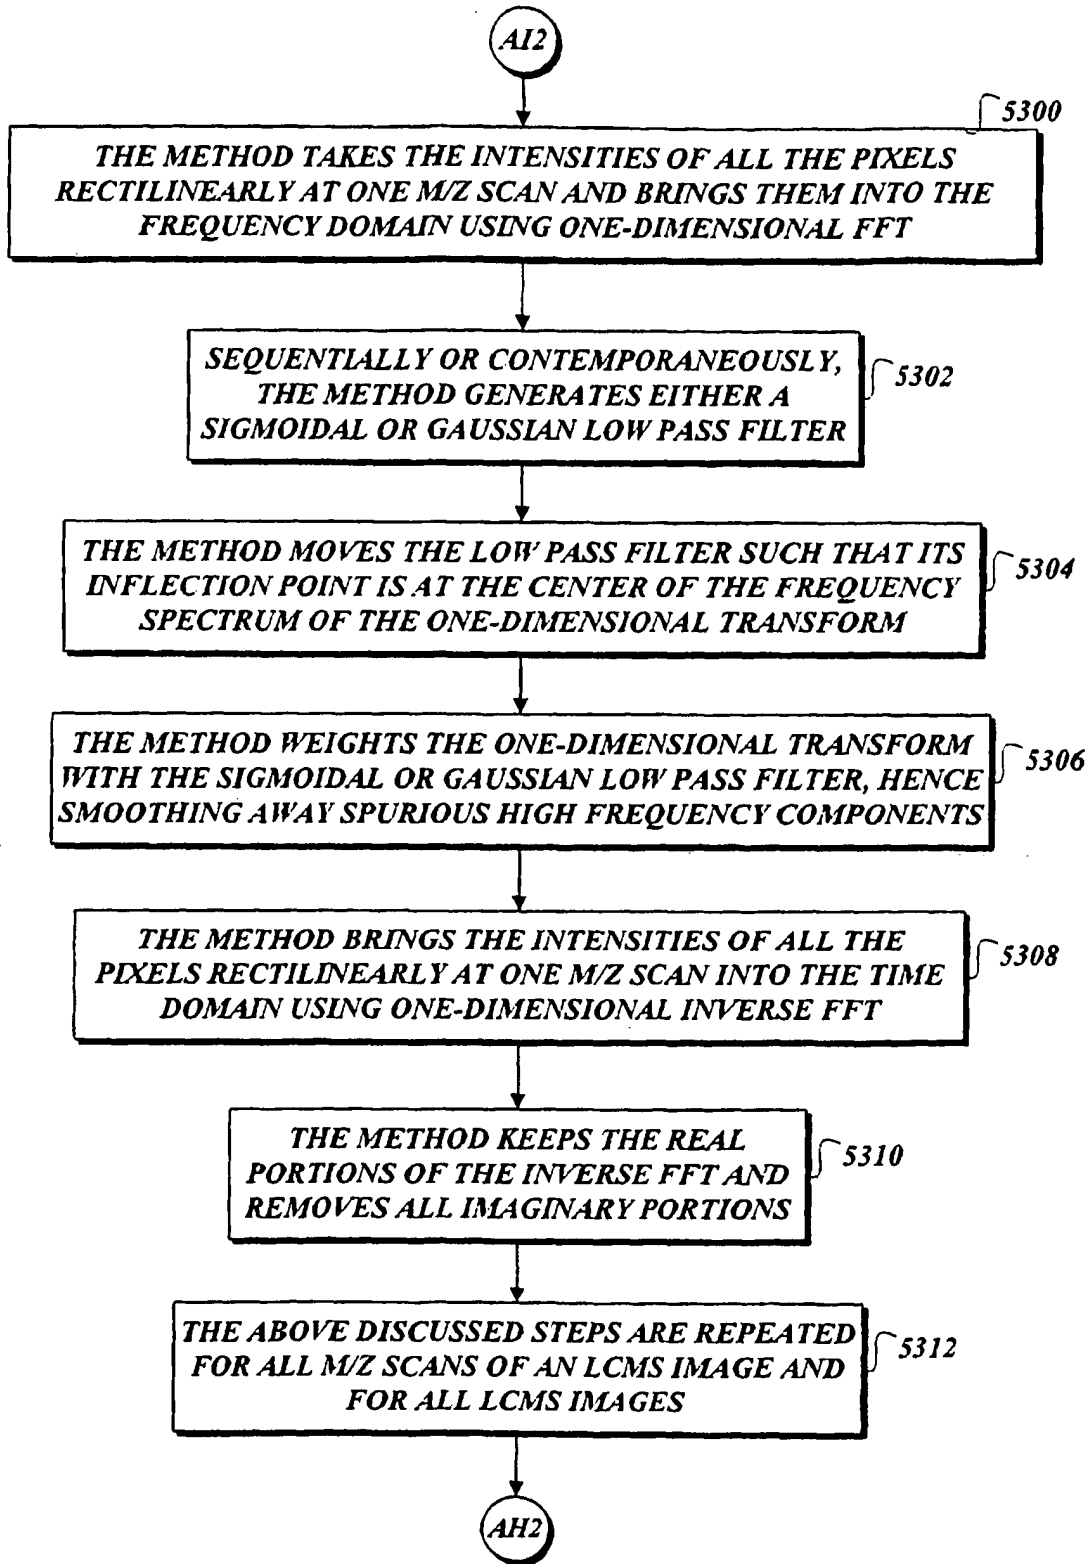 AI2
5300
THE METHOD TAKES THE INTENSITIES OF ALL THE PIXELS
RECTILINEARLY AT ONE M/Z SCAN AND BRINGS THEM INTO THE
FREQUENCY DOMAIN USING ONE-DIMENSIONAL FFT
SEQUENTIALLY OR CONTEMPORANEOUSLY,
THE METHOD GENERATES EITHER A
SIGMOIDAL OR GAUSSIAN LOW PASS FILTER
5302
THE METHOD MOVES THE LOW PASS FILTER SUCH THAT ITS
INFLECTION POINT IS AT THE CENTER OF THE FREQUENCY
SPECTRUM OF THE ONE-DIMENSIONAL TRANSFORM
5304
THE METHOD WEIGHTS THE ONE-DIMENSIONAL TRANSFORM
WITH THE SIGMOIDAL OR GAUSSIAN LOW PASS FILTER, HENCE
SMOOTHING AWAY SPURIOUS HIGH FREQUENCY COMPONENTS
5306
THE METHOD BRINGS THE INTENSITIES OF ALL THE
PIXELS RECTILINEARLY AT ONE M/Z SCAN INTO THE TIME
DOMAIN USING ONE-DIMENSIONAL INVERSE FFT
5308
THE METHOD KEEPS THE REAL
PORTIONS OF THE INVERSE FFT AND
REMOVES ALL IMAGINARY PORTIONS
5310
THE ABOVE DISCUSSED STEPS ARE REPEATED
FOR ALL M/Z SCANS OF AN LCMS IMAGE AND
FOR ALL LCMS IMAGES
5312
AH2